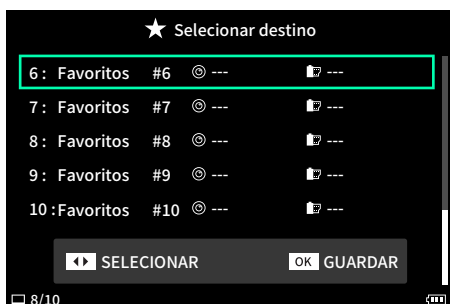 Selecionar destino
6 : Favoritos #6 --- ---
7 : Favoritos #7 --- ---
8 : Favoritos #8 --- ---
9 : Favoritos #9 --- ---
10 :Favoritos #10 --- ---
SELECIONAR OK GUARDAR
8/10